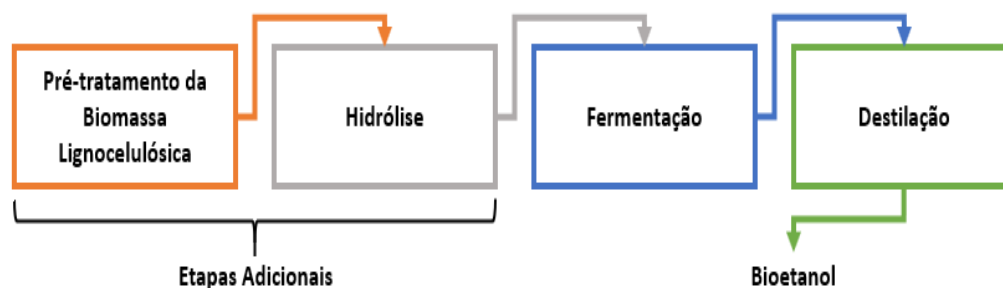 Pré-tratamento da
Biomassa
Lignocelulósica
Hidrólise
Fermentação
Destilação
Etapas Adicionais
Bioetanol